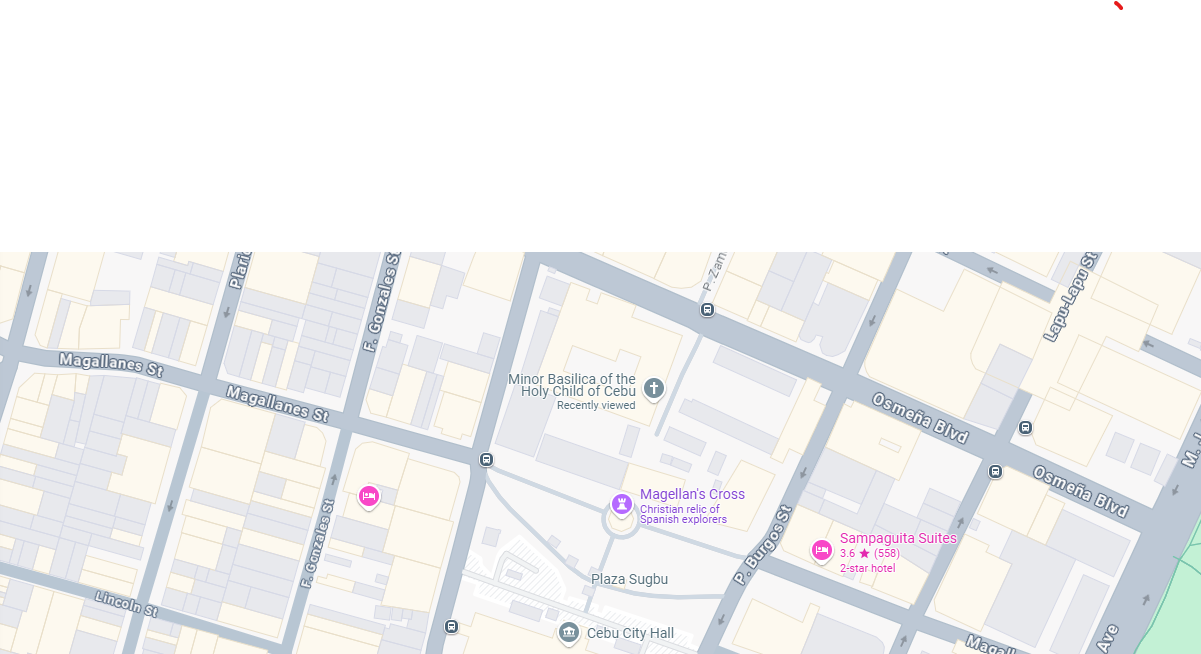 Plari
F. Gonzales St
P. Zam
Lapu-Lapu S
Magallanes St
Magallanes St
Minor Basilica of the
Holy Child of Cebu
Recently viewed
Osmeña Blvd
M. J
Osmeña Blvd
Magellan's Cross
Christian relic of
Spanish explorers
F. Gonzales St
P. Burgos St
Sampaguita Suites
3.6 ★ (558)
2-star hotel
Plaza Sugbu
Lincoln St
Cebu City Hall
Magall
Ave